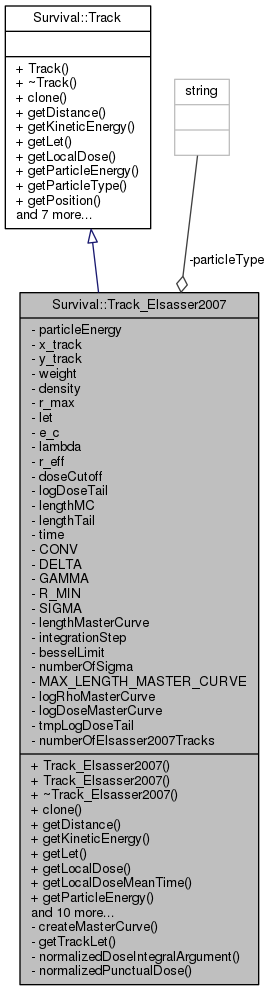 Survival::Track
+ Track()
+ ~Track()
+ clone()
+ getDistance()
+ getKineticEnergy()
+ getLet()
+ getLocalDose()
+ getParticleEnergy()
+ getParticleType()
+ getPosition()
and 7 more...
string
-particleType
Survival::Track_Elsasser2007
- particleEnergy
- x_track
- y_track
- weight
- density
- r_max
- let
- e_c
- lambda
- r_eff
- doseCutoff
- logDoseTail
- lengthMC
- lengthTail
- time
- CONV
- DELTA
- GAMMA
- R_MIN
- SIGMA
- lengthMasterCurve
- integrationStep
- besselLimit
- numberOfSigma
- MAX_LENGTH_MASTER_CURVE
- logRhoMasterCurve
- logDoseMasterCurve
- tmpLogDoseTail
- numberOfElsasser2007Tracks
+ Track_Elsasser2007()
+ Track_Elsasser2007()
+ ~Track_Elsasser2007()
+ clone()
+ getDistance()
+ getKineticEnergy()
+ getLet()
+ getLocalDose()
+ getLocalDoseMeanTime()
+ getParticleEnergy()
and 10 more...
- createMasterCurve()
- getTrackLet()
- normalizedDoseIntegralArgument()
- normalizedPunctualDose()